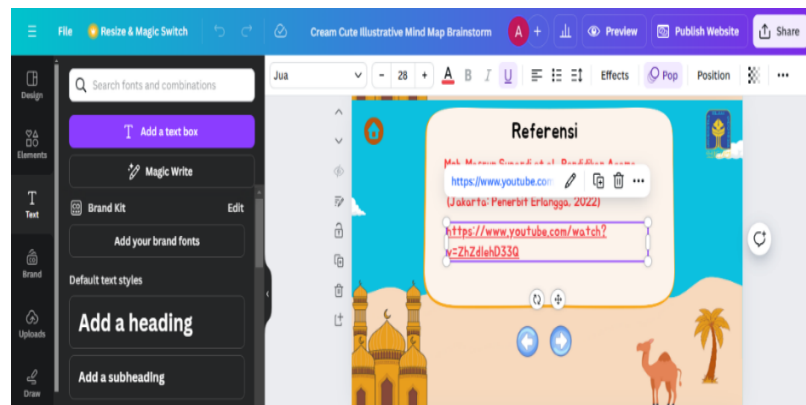 File
Resize & Magic Switch
Cream Cute Illustrative Mind Map Brainstorm
A
+
Preview
Publish Website
Share
Design
Elements
Text
Brand
Uploads
Draw
Search fonts and combinations
T Add a text box
Magic Write
Brand Kit
Edit
Add your brand fonts
Default text styles
Add a heading
Add a subheading
Jua
- 28 +
A B I U
Effects
Pop
Position
Referensi
https://www.youtube.com
(Jakarta: Penerbit Erlangga, 2022)
https://www.youtube.com/watch?
v=ZhZdlehD33Q